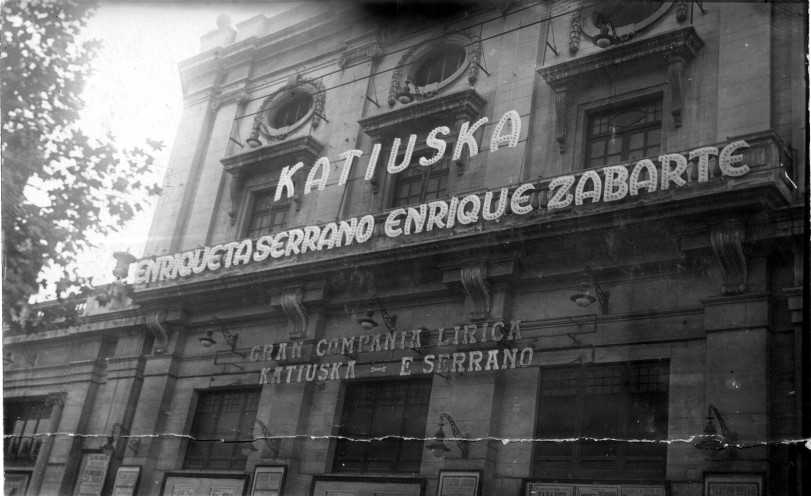 KATIUSKA
ENRIQUETA SERRANO ENRIQUE ZABARTE
GRAN COMPAÑIA LIRICA
KATIUSKA - E SERRANO